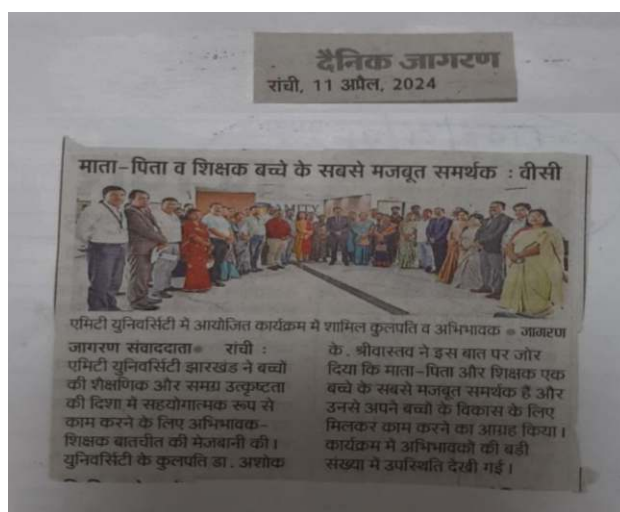 दैनिक जागरण
रांची, 11 अप्रैल, 2024
माता-पिता व शिक्षक बच्चे के सबसे मजबूत समर्थक : वीसी
एमिटी युनिवर्सिटी में आयोजित कार्यक्रम में शामिल कुलपति व अभिभावक ● जागरण
जागरण संवाददाता● रांची :
एमिटी युनिवर्सिटी झारखंड ने बच्चों
की शैक्षणिक और समग्र उत्कृष्टता
की दिशा में सहयोगात्मक रूप से
काम करने के लिए अभिभावक-
शिक्षक बातचीत की मेजबानी की।
युनिवर्सिटी के कुलपति डा. अशोक
के. श्रीवास्तव ने इस बात पर जोर
दिया कि माता-पिता और शिक्षक एक
बच्चे के सबसे मजबूत समर्थक हैं और
उनसे अपने बच्चों के विकास के लिए
मिलकर काम करने का आग्रह किया।
कार्यक्रम में अभिभावकों की बड़ी
संख्या में उपस्थिति देखी गई।